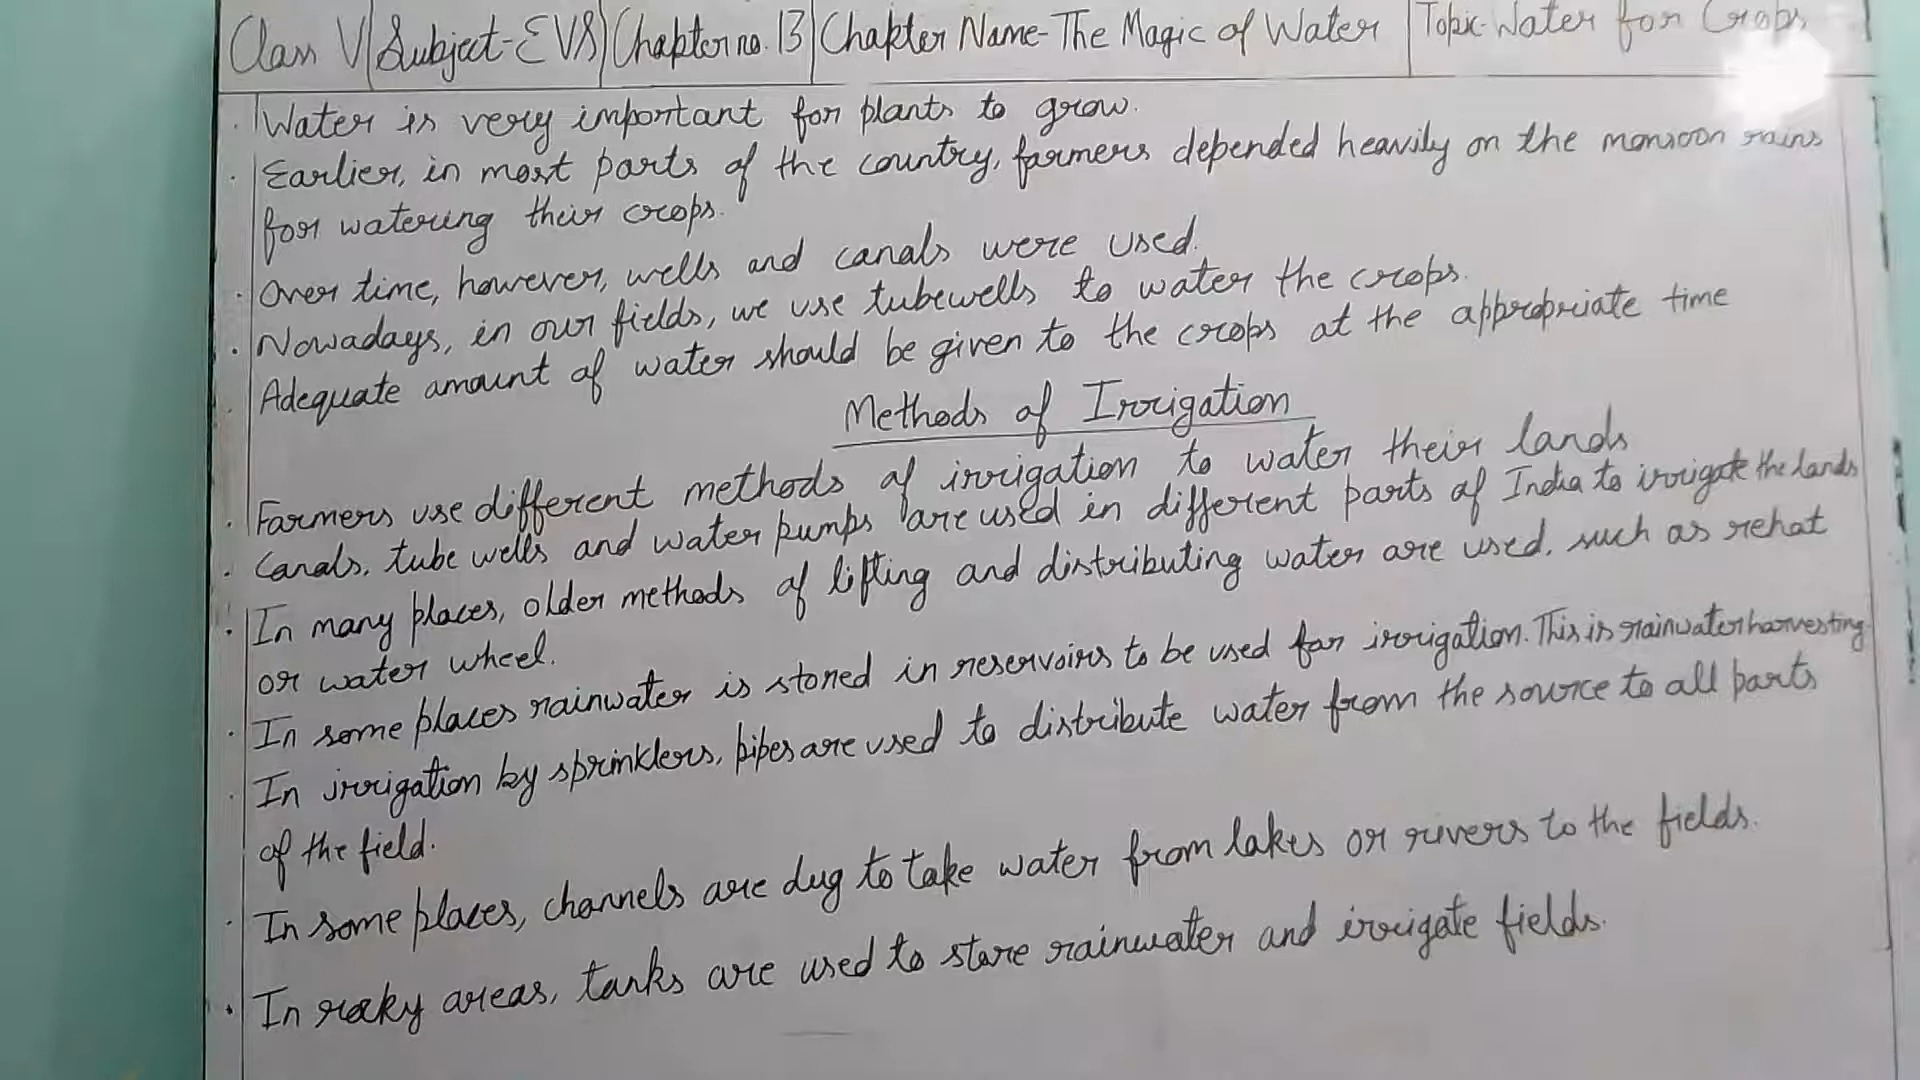 Class V | Subject-EVS | Chapter no. 13 | Chapter Name-The Magic of Water | Topic-Water for Crops
. Water is very important for plants to grow.
. Earlier, in most parts of the country, farmers depended heavily on the monsoon rains
for watering their crops.
. Over time, however, wells and canals were used.
. Nowadays, in our fields, we use tubewells to water the crops.
. Adequate amount of water should be given to the crops at the appropriate time
Methods of Irrigation
. Farmers use different methods of irrigation to water their lands
. Canals, tube wells and water pumps are used in different parts of India to irrigate the lands
. In many places, older methods of lifting and distributing water are used, such as rehat
or water wheel.
. In some places rainwater is stored in reservoirs to be used for irrigation. This is rainwater harvesting.
. In irrigation by sprinklers, pipes are used to distribute water from the source to all parts
of the field.
. In some places, channels are dug to take water from lakes or rivers to the fields.
. In rocky areas, tanks are used to store rainwater and irrigate fields.